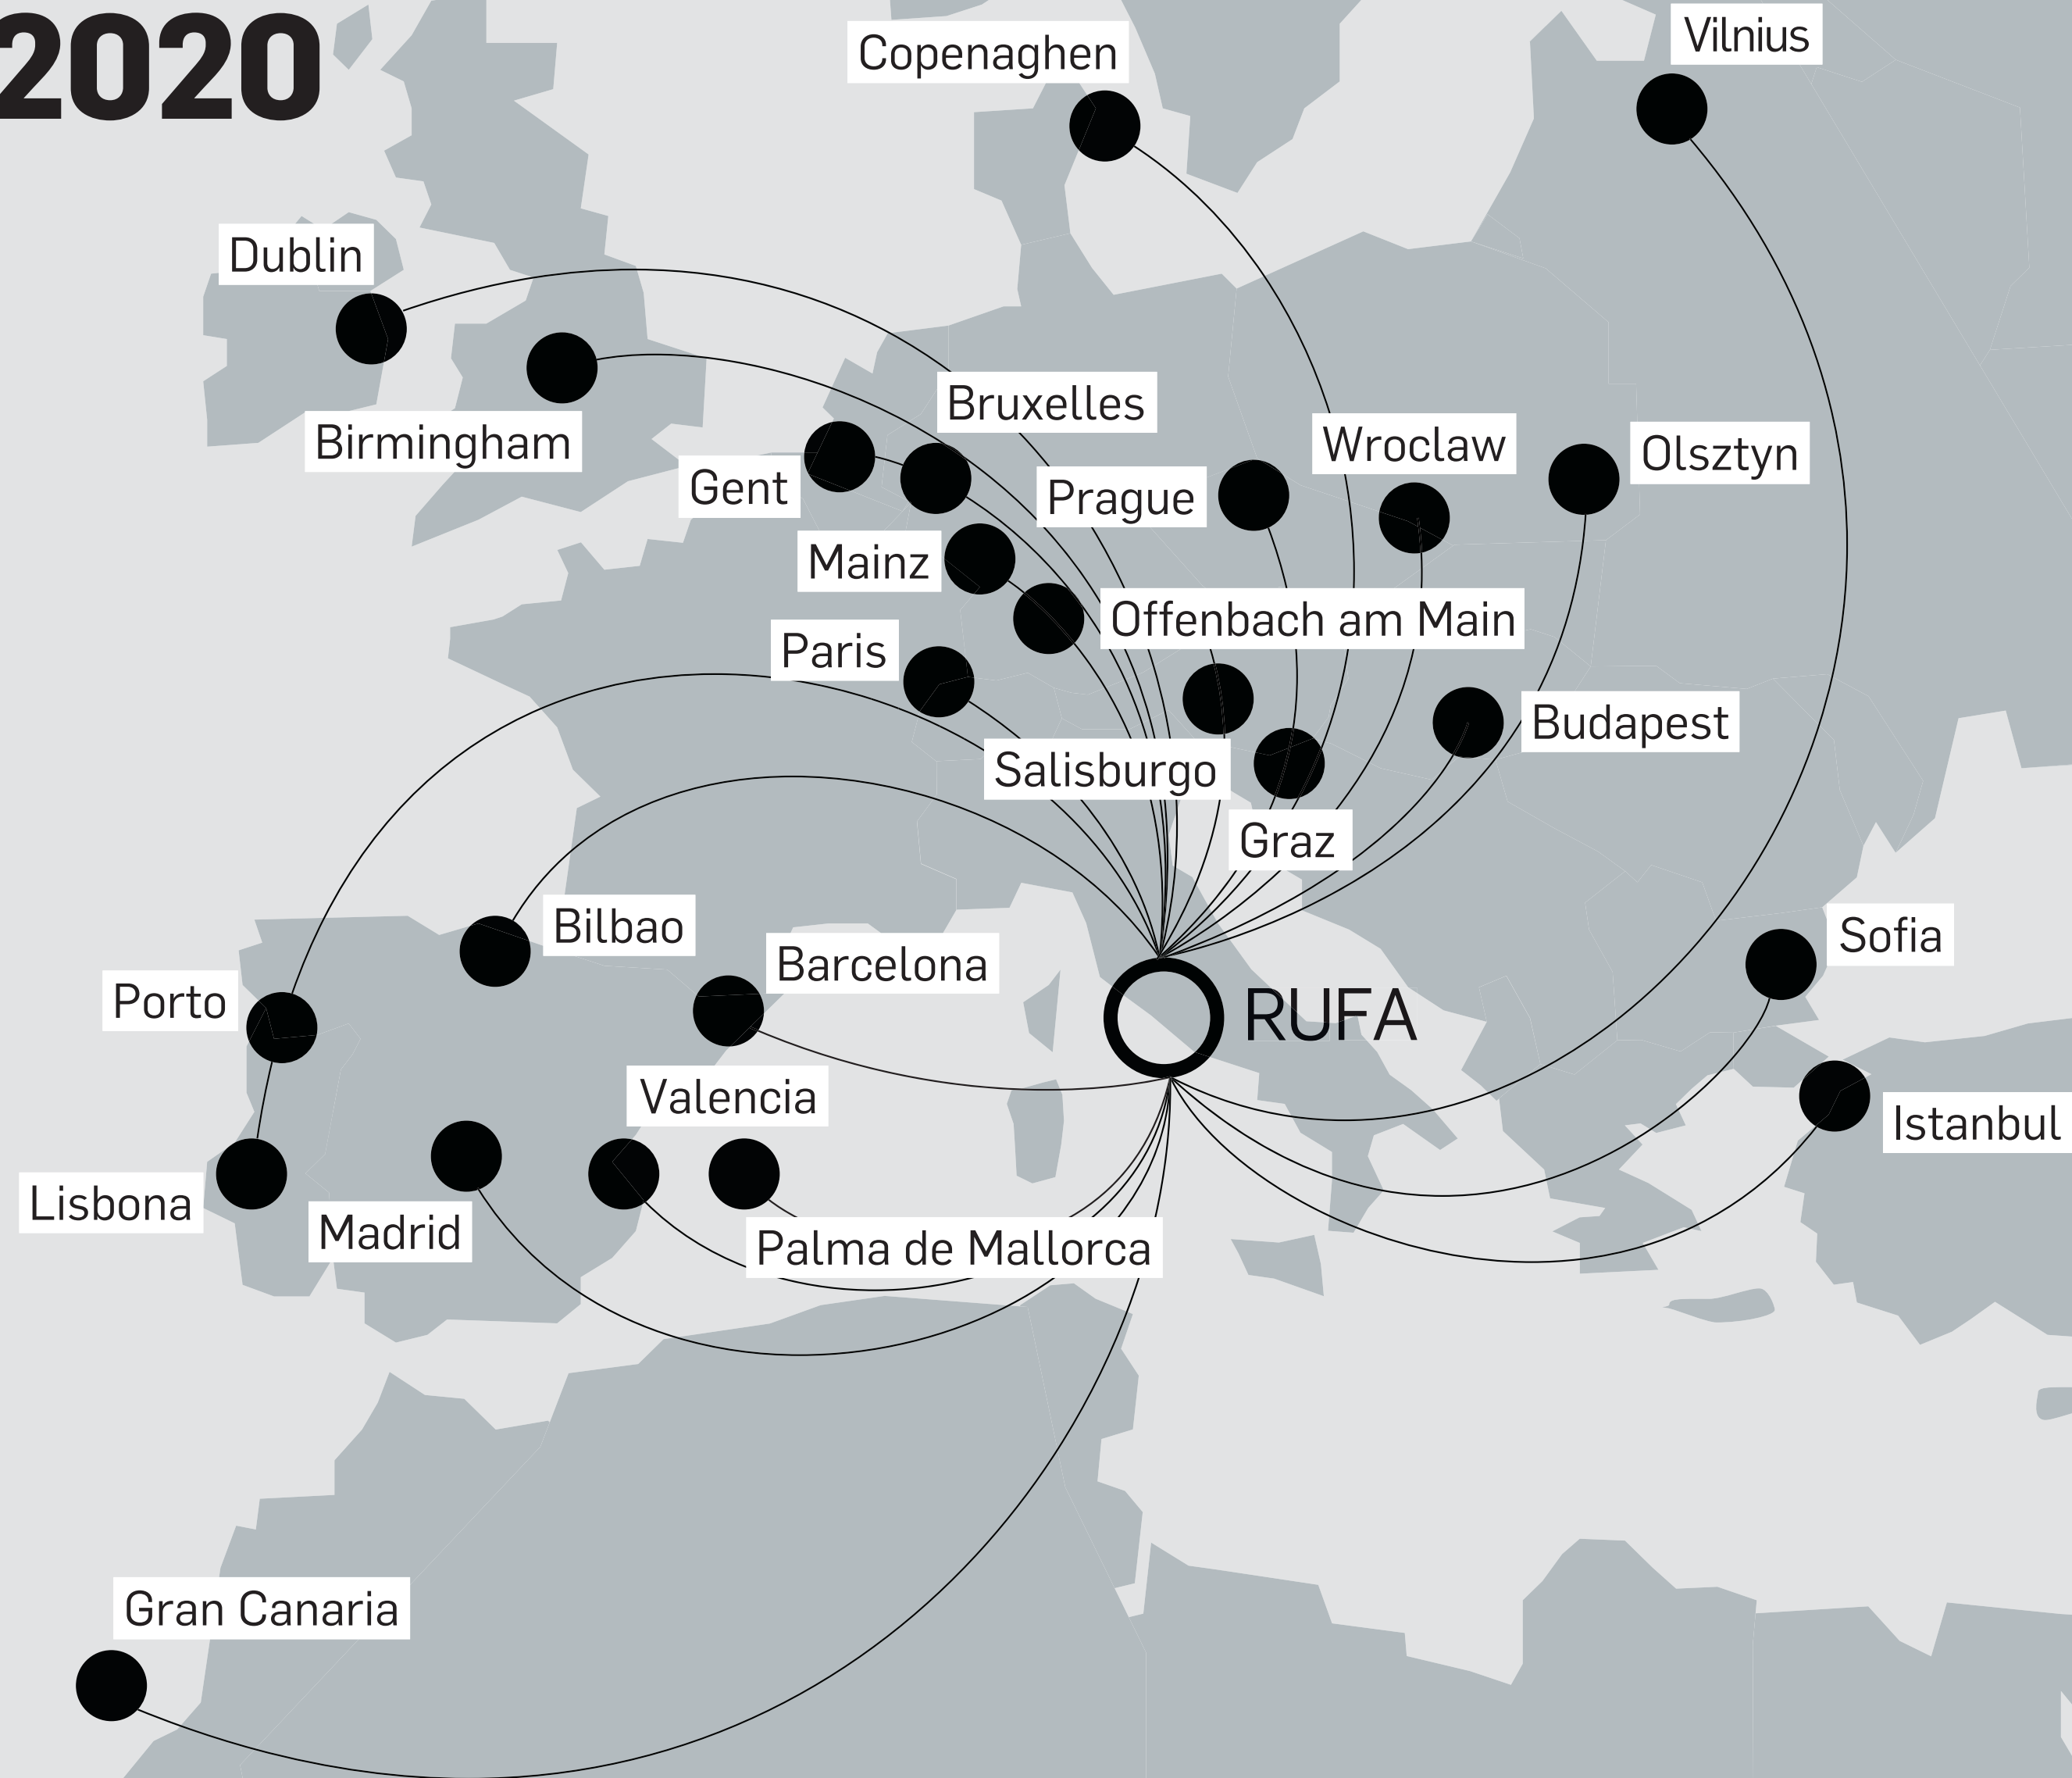 2020
Copenaghen
Vilnius
Dublin
Birmingham
Bruxelles
Wroclaw
Olsztyn
Gent
Prague
Mainz
Offenbach am Main
Paris
Budapest
Salisburgo
Graz
Bilbao
Barcelona
Sofia
Porto
RUFA
Valencia
Istanbul
Lisbona
Madrid
Palma de Mallorca
Gran Canaria